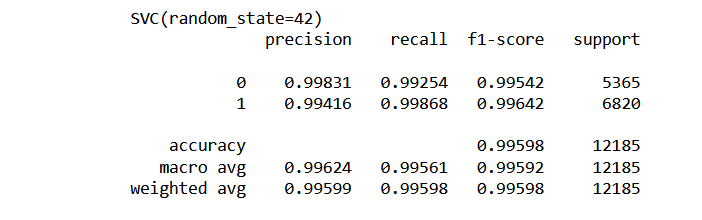 SVC(random_state=42)
precision recall f1-score support
0 0.99831 0.99254 0.99542 5365
1 0.99416 0.99868 0.99642 6820
accuracy 0.99598 12185
macro avg 0.99624 0.99561 0.99592 12185
weighted avg 0.99599 0.99598 0.99598 12185